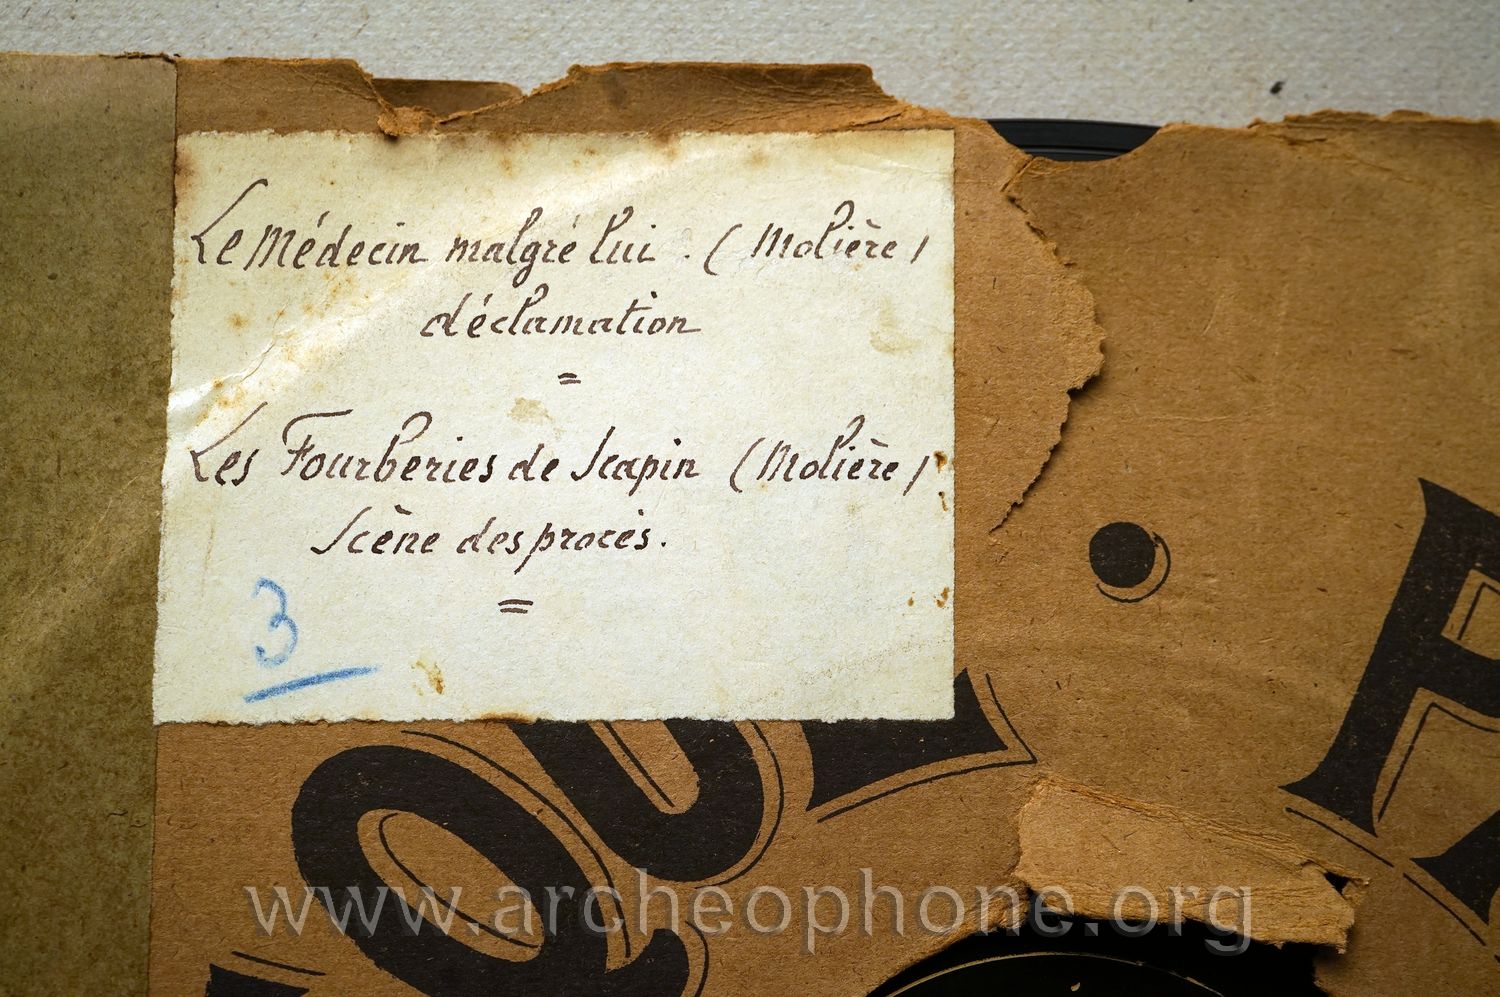 Le Médecin malgré lui. (Molière)
déclamation
=
Les Fourberies de Scapin (Molière)
Scène des procès.
=
3
www.archeophone.org